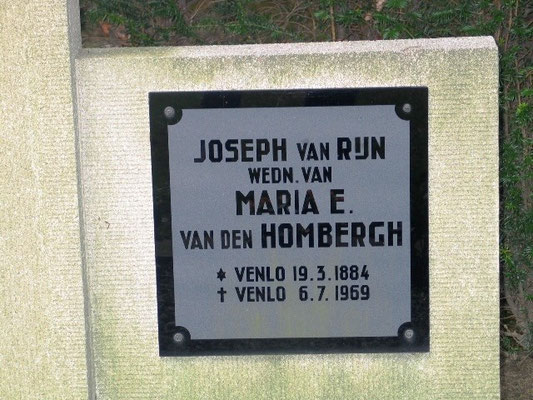 JOSEPH VAN RIJN
WEDN. VAN
MARIA E.
VAN DEN HOMBERGH
* VENLO 19.3.1884
† VENLO 6.7.1969